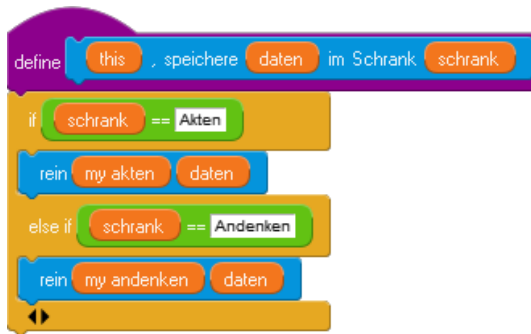 define this , speichere daten im Schrank schrank
if schrank == Akten
rein my akten daten
else if schrank == Andenken
rein my andenken daten